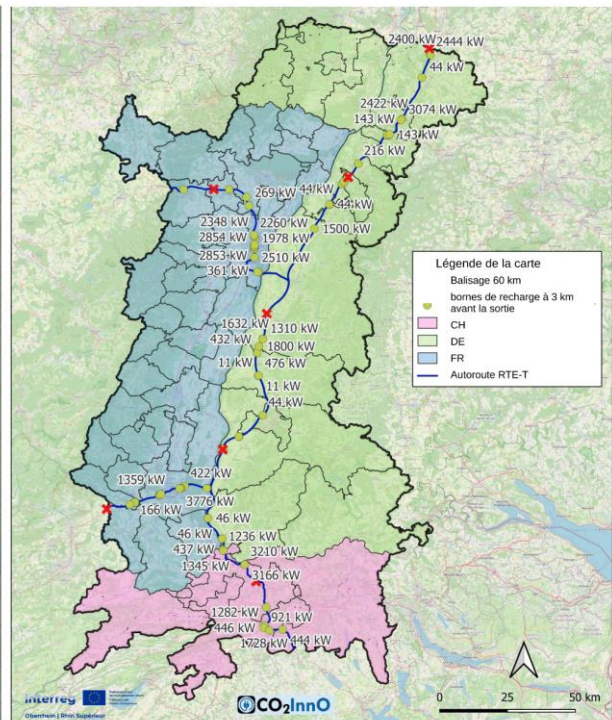 2400 kW
2444 kW
44 kW
2422 kW
3074 kW
143 kW
143 kW
216 kW
269 kW
44 kW
44 kW
2348 kW
2260 kW
1500 kW
2854 kW
1978 kW
2853 kW
2510 kW
361 kW
Légende de la carte
Balisage 60 km
bornes de recharge à 3 km
avant la sortie
CH
DE
FR
Autoroute RTE-T
1632 kW
1310 kW
432 kW
1800 kW
11 kW
476 kW
11 kW
44 kW
1359 kW
422 kW
166 kW
3776 kW
46 kW
46 kW
1236 kW
437 kW
3210 kW
1345 kW
3166 kW
1282 kW
921 kW
446 kW
1728 kW
444 kW
Interreg
Oberrhein | Rhin Supérieur
CO₂InnO
0 25 50 km